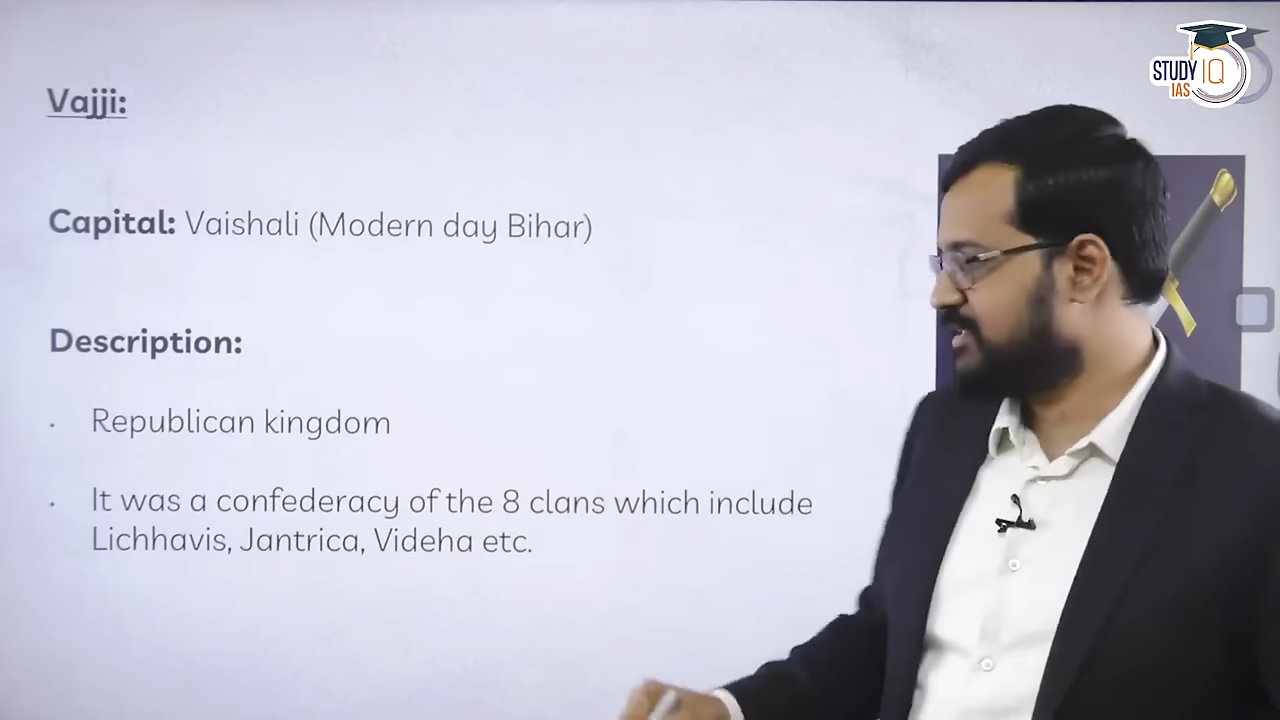 STUDY IQ
IAS
Vajji:
Capital: Vaishali (Modern day Bihar)
Description:
· Republican kingdom
· It was a confederacy of the 8 clans which include
Lichhavis, Jantrica, Videha etc.